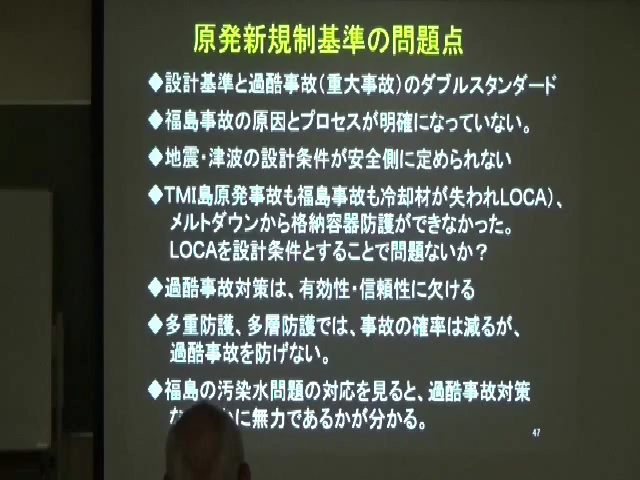 原発新規制基準の問題点
◆設計基準と過酷事故(重大事故)のダブルスタンダード
◆福島事故の原因とプロセスが明確になっていない。
◆地震・津波の設計条件が安全側に定められない
◆TMI島原発事故も福島事故も冷却材が失われLOCA)、
メルトダウンから格納容器防護ができなかった。
LOCAを設計条件とすることで問題ないか?
◆過酷事故対策は、有効性・信頼性に欠ける
◆多重防護、多層防護では、事故の確率は減るが、
過酷事故を防げない。
◆福島の汚染水問題の対応を見ると、過酷事故対策
に無力であるかが分かる。
47